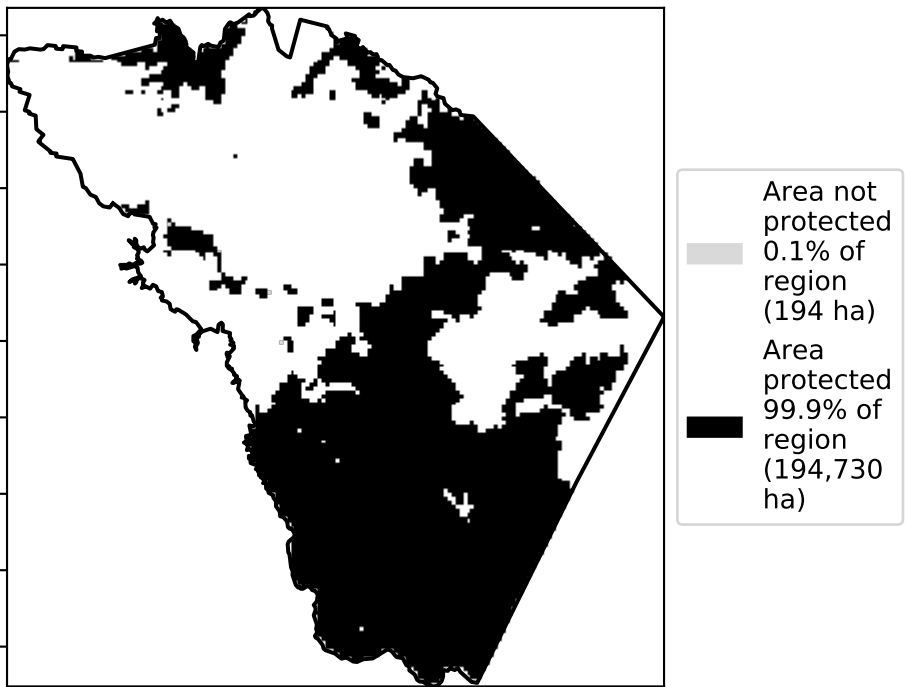 Area not
protected
0.1% of
region
(194 ha)
Area
protected
99.9% of
region
(194,730
ha)